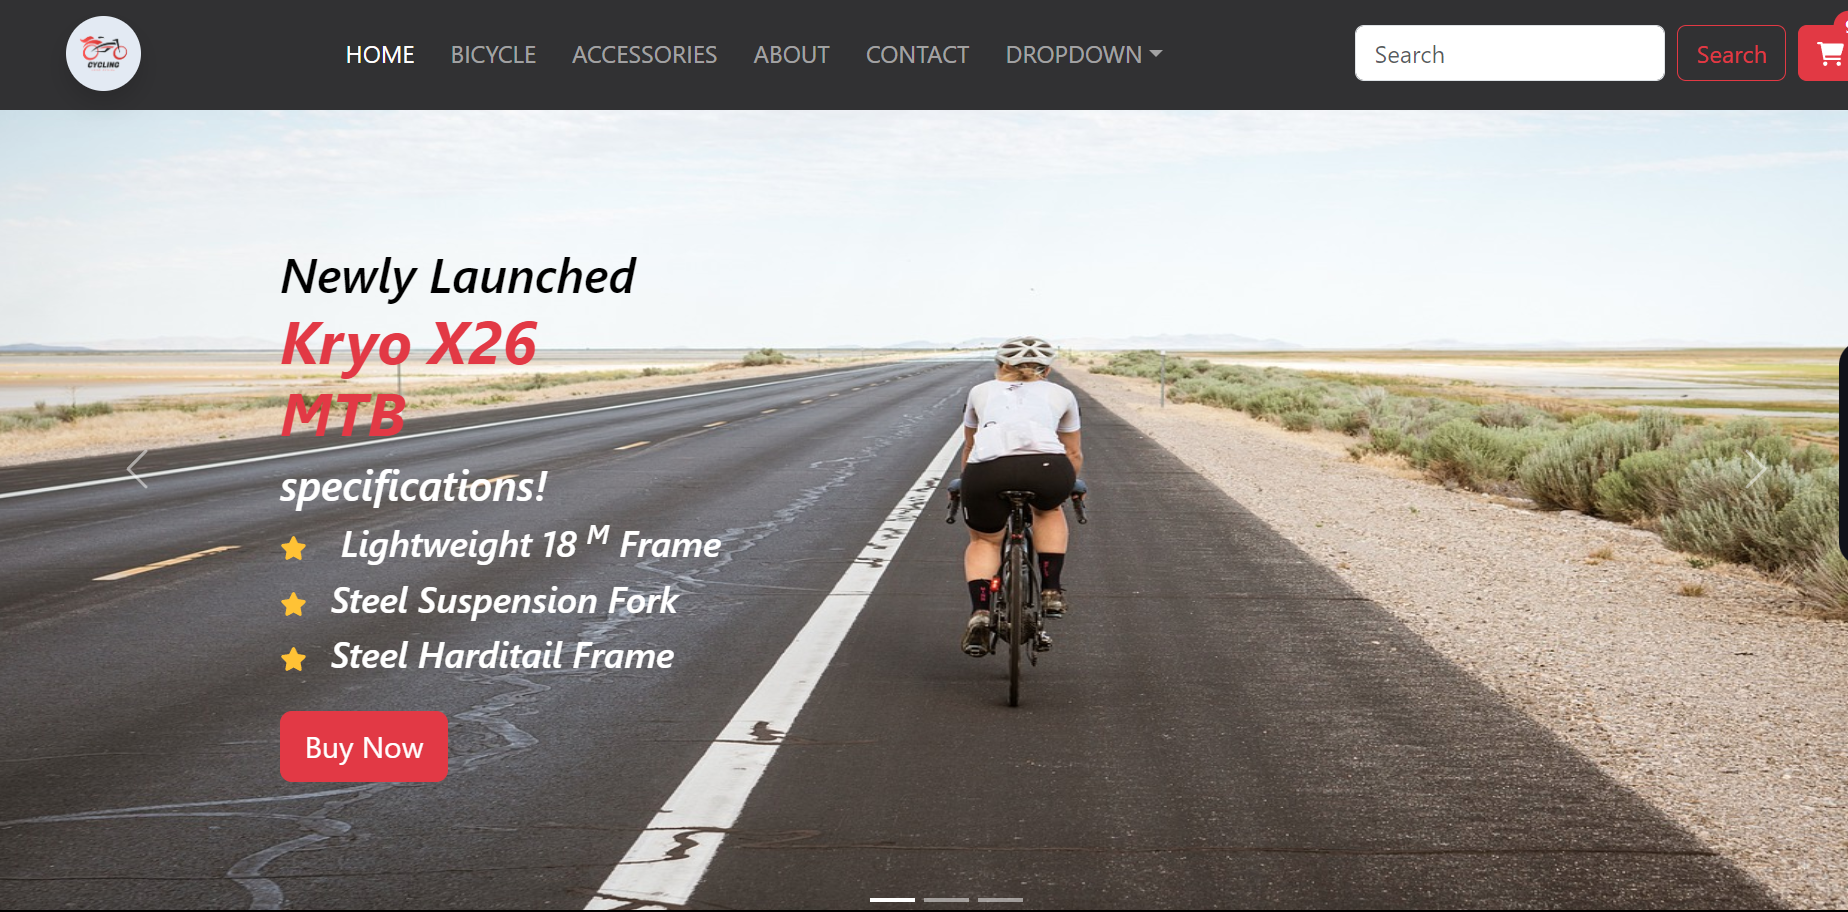 CYCLING
HOME BICYCLE ACCESSORIES ABOUT CONTACT DROPDOWN
Search
Search
Newly Launched
Kryo X26
MTB
specifications!
Lightweight 18 M Frame
Steel Suspension Fork
Steel Harditail Frame
Buy Now